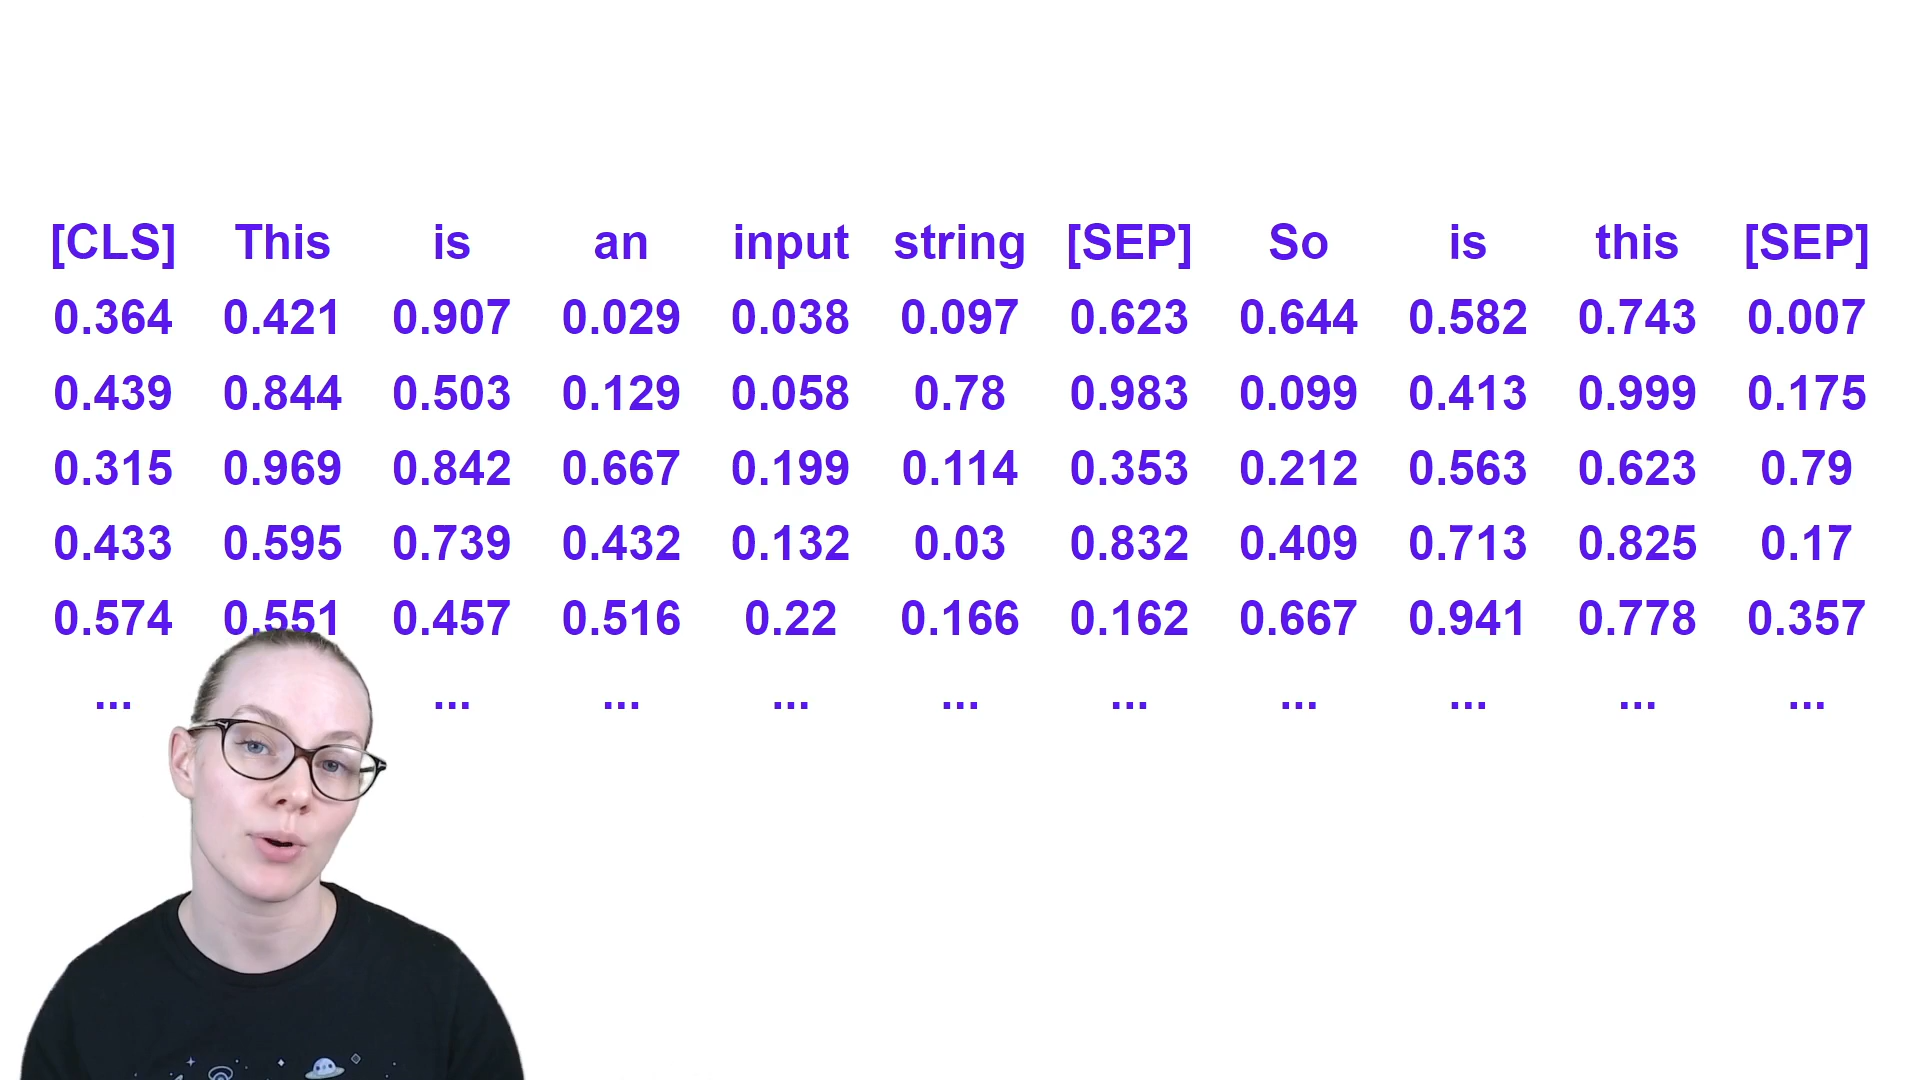 [CLS] This is an input string [SEP] So is this [SEP]
0.364 0.421 0.907 0.029 0.038 0.097 0.623 0.644 0.582 0.743 0.007
0.439 0.844 0.503 0.129 0.058 0.78 0.983 0.099 0.413 0.999 0.175
0.315 0.969 0.842 0.667 0.199 0.114 0.353 0.212 0.563 0.623 0.79
0.433 0.595 0.739 0.432 0.132 0.03 0.832 0.409 0.713 0.825 0.17
0.574 0.551 0.457 0.516 0.22 0.166 0.162 0.667 0.941 0.778 0.357
... ... ... ... ... ... ... ... ... ...